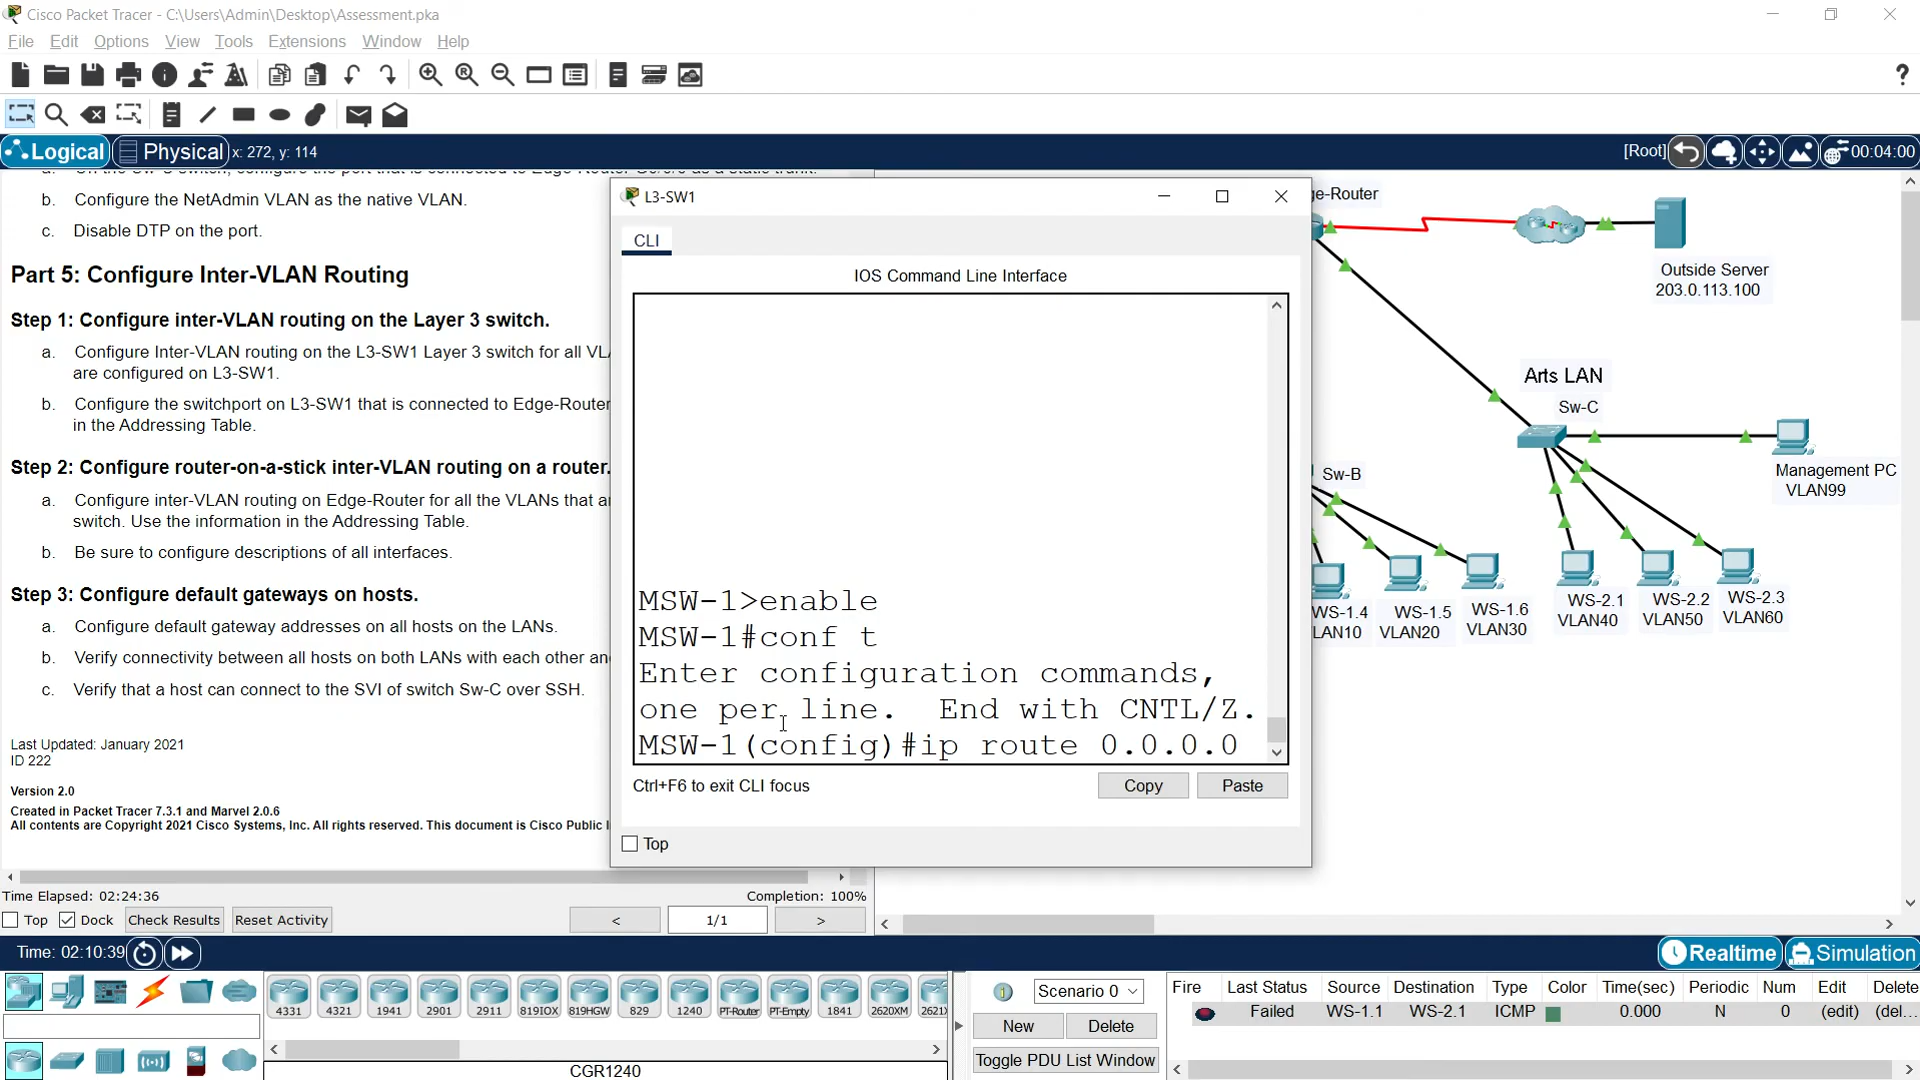 Cisco Packet Tracer - C:\Users\Admin\Desktop\Assessment.pka
File Edit Options View Tools Extensions Window Help
Logical Physical x: 272, y: 114 [Root] 00:04:00
b. Configure the NetAdmin VLAN as the native VLAN.
c. Disable DTP on the port.
Part 5: Configure Inter-VLAN Routing
Step 1: Configure inter-VLAN routing on the Layer 3 switch.
a. Configure Inter-VLAN routing on the L3-SW1 Layer 3 switch for all
are configured on L3-SW1.
b. Configure the switchport on L3-SW1 that is connected to Edge-Router
in the Addressing Table.
Step 2: Configure router-on-a-stick inter-VLAN routing on a router.
a. Configure inter-VLAN routing on Edge-Router for all the VLANs that
switch. Use the information in the Addressing Table.
b. Be sure to configure descriptions of all interfaces.
Step 3: Configure default gateways on hosts.
a. Configure default gateway addresses on all hosts on the LANs.
b. Verify connectivity between all hosts on both LANs with each other
c. Verify that a host can connect to the SVI of switch Sw-C over SSH.
Last Updated: January 2021
ID 222
Version 2.0
Created in Packet Tracer 7.3.1 and Marvel 2.0.6
All contents are Copyright 2021 Cisco Systems, Inc. All rights reserved. This document is Cisco Public
Time Elapsed: 02:24:36 Completion: 100%
Top Dock Check Results Reset Activity < 1/1 >
L3-SW1
CLI
IOS Command Line Interface
MSW-1>enable
MSW-1#conf t
Enter configuration commands,
one per line. End with CNTL/Z.
MSW-1(config)#ip route 0.0.0.0
Ctrl+F6 to exit CLI focus Copy Paste
Top
ge-Router
Outside Server
203.0.113.100
Arts LAN
Sw-C
Sw-B
Management PC
VLAN99
WS-1.4
LAN10
WS-1.5
VLAN20
WS-1.6
VLAN30
WS-2.1
VLAN40
WS-2.2
VLAN50
WS-2.3
VLAN60
Time: 02:10:39 Realtime Simulation
4331 4321 1941 2901 2911 819IOX 819HGW 829 1240 PT-Router PT-Empty 1841 2620XM 2621X
CGR1240
Scenario 0
New Delete
Toggle PDU List Window
Fire Last Status Source Destination Type Color Time(sec) Periodic Num Edit Delete
Failed WS-1.1 WS-2.1 ICMP 0.000 N 0 (edit) (del...